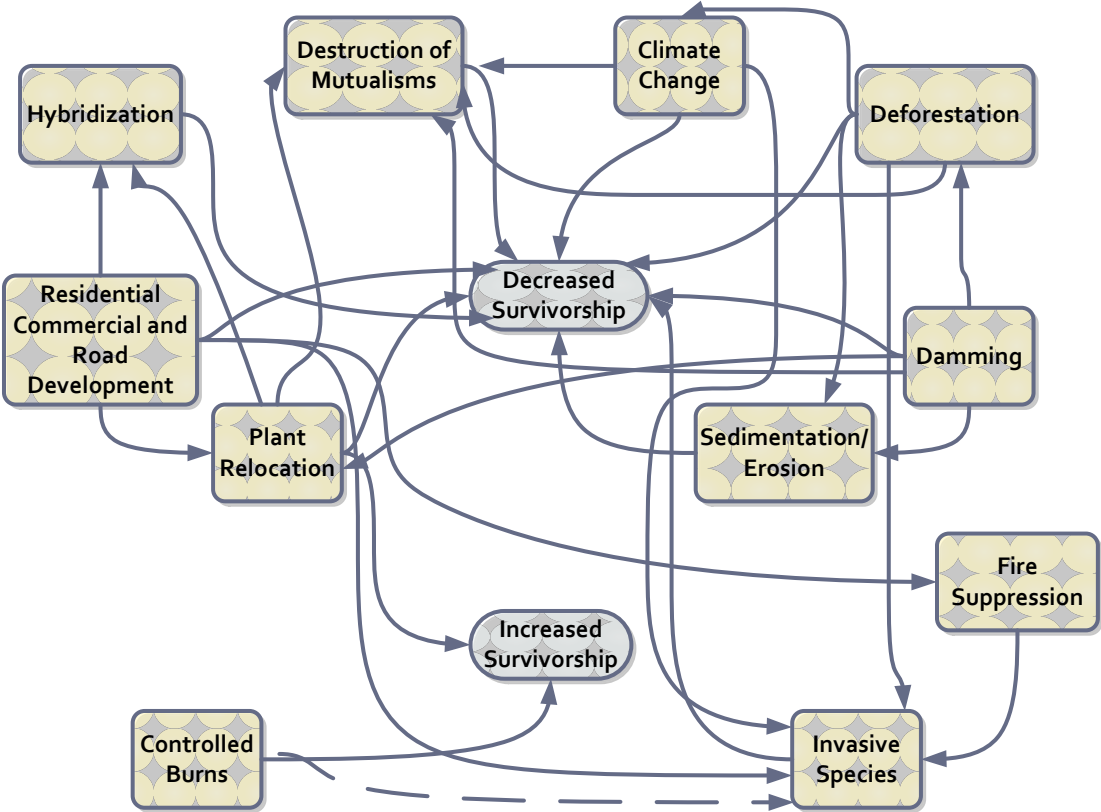 Destruction of
Mutualisms
Climate
Change
Hybridization
Deforestation
Decreased
Survivorship
Residential
Commercial and
Road
Development
Damming
Plant
Relocation
Sedimentation/
Erosion
Fire
Suppression
Increased
Survivorship
Controlled
Burns
Invasive
Species